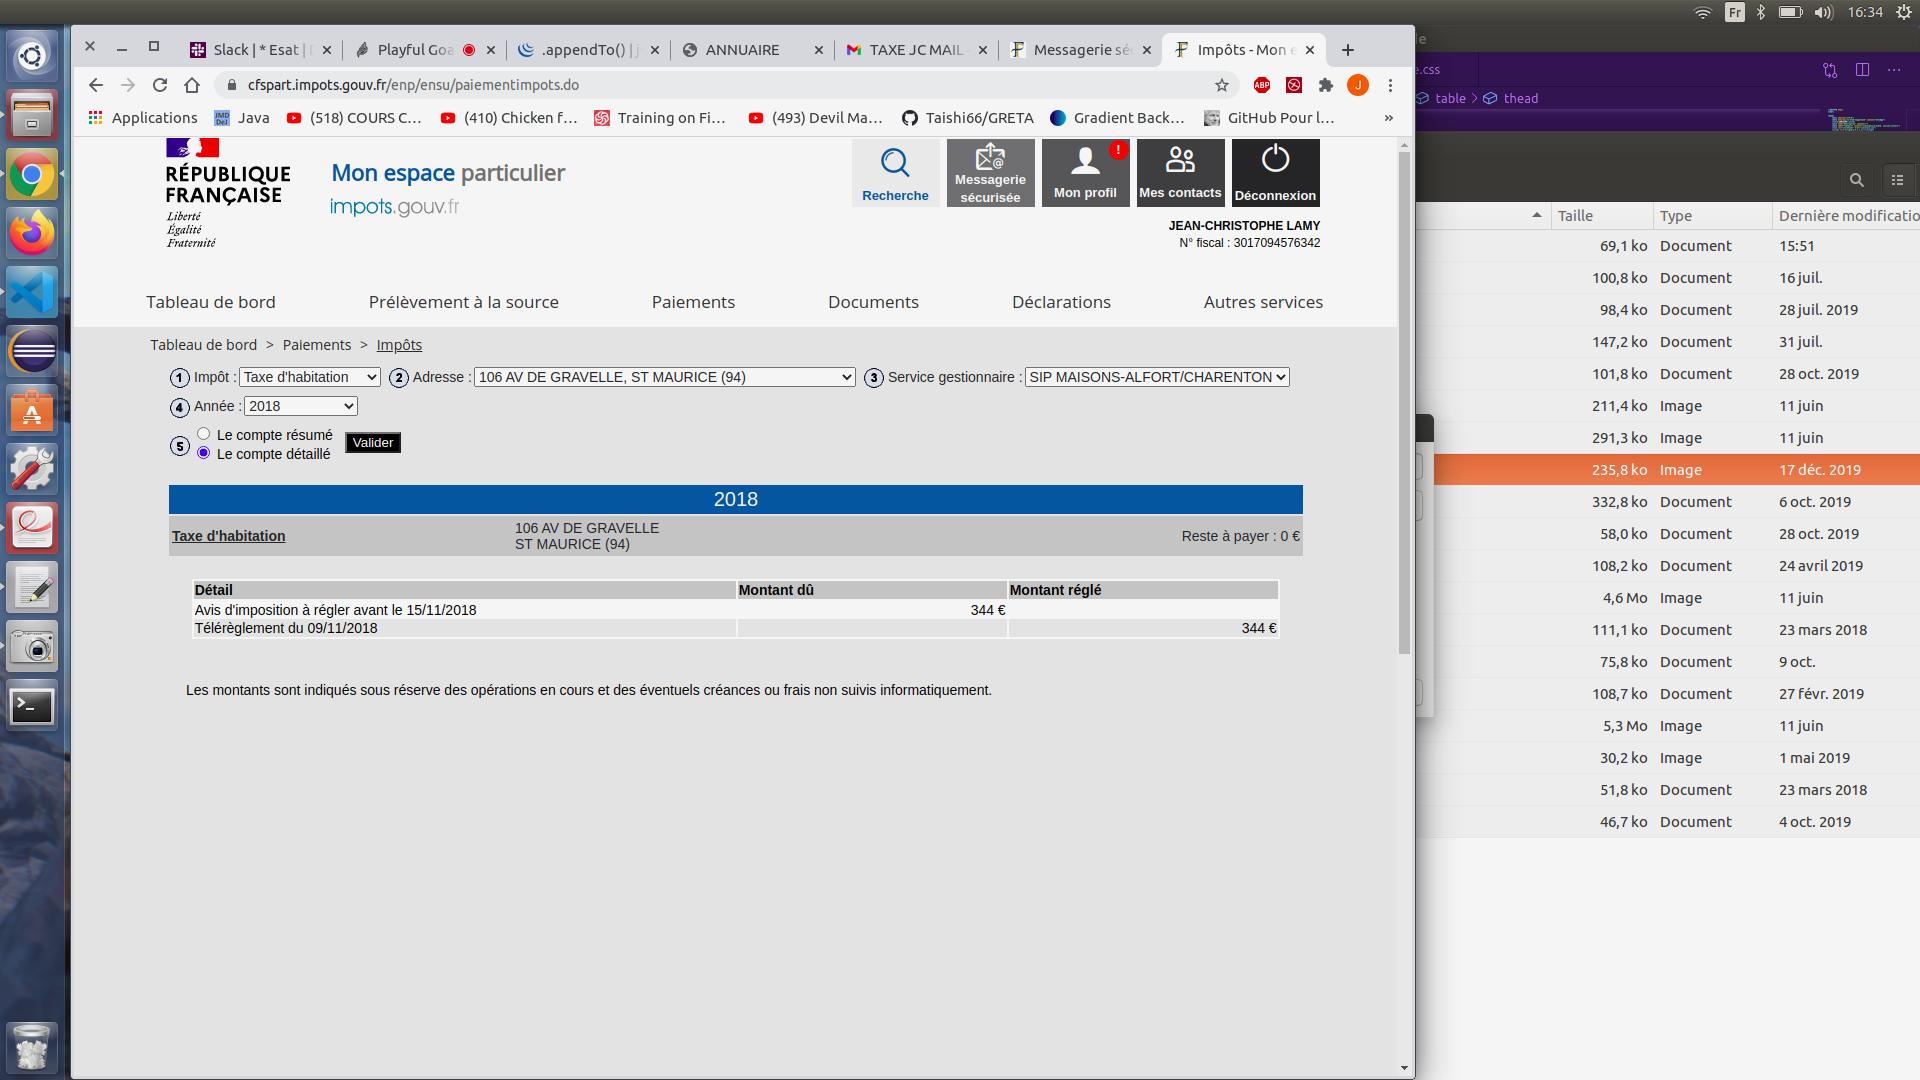 Fr
16:34
Slack | * Esat |
Playful Goa
.appendTo() | j
ANNUAIRE
TAXE JC MAIL
Messagerie sé
Impôts - Mon e
cfspart.impots.gouv.fr/enp/ensu/paiementimpots.do
ABP
J
Applications
Java
(518) COURS C…
(410) Chicken f…
Training on Fi…
(493) Devil Ma…
Taishi66/GRETA
Gradient Back…
GitHub Pour l…
»
RÉPUBLIQUE
FRANÇAISE
Liberté
Égalité
Fraternité
Mon espace particulier
impots.gouv.fr
Recherche
Messagerie
sécurisée
!
Mon profil
Mes contacts
Déconnexion
JEAN-CHRISTOPHE LAMY
N° fiscal : 3017094576342
Tableau de bord
Prélèvement à la source
Paiements
Documents
Déclarations
Autres services
Tableau de bord > Paiements > Impôts
1 Impôt : Taxe d'habitation 2 Adresse : 106 AV DE GRAVELLE, ST MAURICE (94) 3 Service gestionnaire : SIP MAISONS-ALFORT/CHARENTON
4 Année : 2018
5 Le compte résumé
Le compte détaillé
Valider
2018
Taxe d'habitation
106 AV DE GRAVELLE
ST MAURICE (94)
Reste à payer : 0 €
Détail Montant dû Montant réglé
Avis d'imposition à régler avant le 15/11/2018 344 €
Télérèglement du 09/11/2018 344 €
Les montants sont indiqués sous réserve des opérations en cours et des éventuels créances ou frais non suivis informatiquement.
.css
table > thead
Taille Type Dernière modificatio
69,1 ko Document 15:51
100,8 ko Document 16 juil.
98,4 ko Document 28 juil. 2019
147,2 ko Document 31 juil.
101,8 ko Document 28 oct. 2019
211,4 ko Image 11 juin
291,3 ko Image 11 juin
235,8 ko Image 17 déc. 2019
332,8 ko Document 6 oct. 2019
58,0 ko Document 28 oct. 2019
108,2 ko Document 24 avril 2019
4,6 Mo Image 11 juin
111,1 ko Document 23 mars 2018
75,8 ko Document 9 oct.
108,7 ko Document 27 févr. 2019
5,3 Mo Image 11 juin
30,2 ko Image 1 mai 2019
51,8 ko Document 23 mars 2018
46,7 ko Document 4 oct. 2019